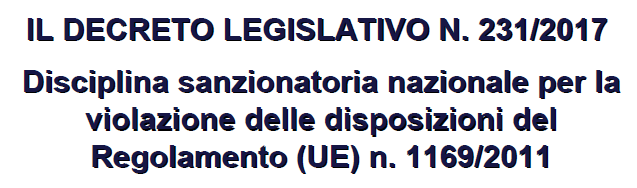 IL DECRETO LEGISLATIVO N. 231/2017
Disciplina sanzionatoria nazionale per la
violazione delle disposizioni del
Regolamento (UE) n. 1169/2011